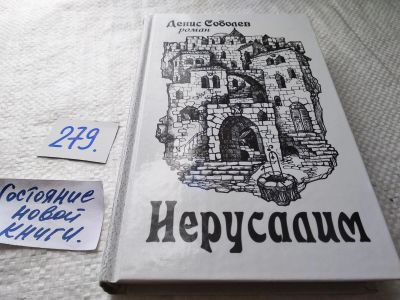 Денис Соболев
роман
Иерусалим
279.
Состояние
новой
книги.